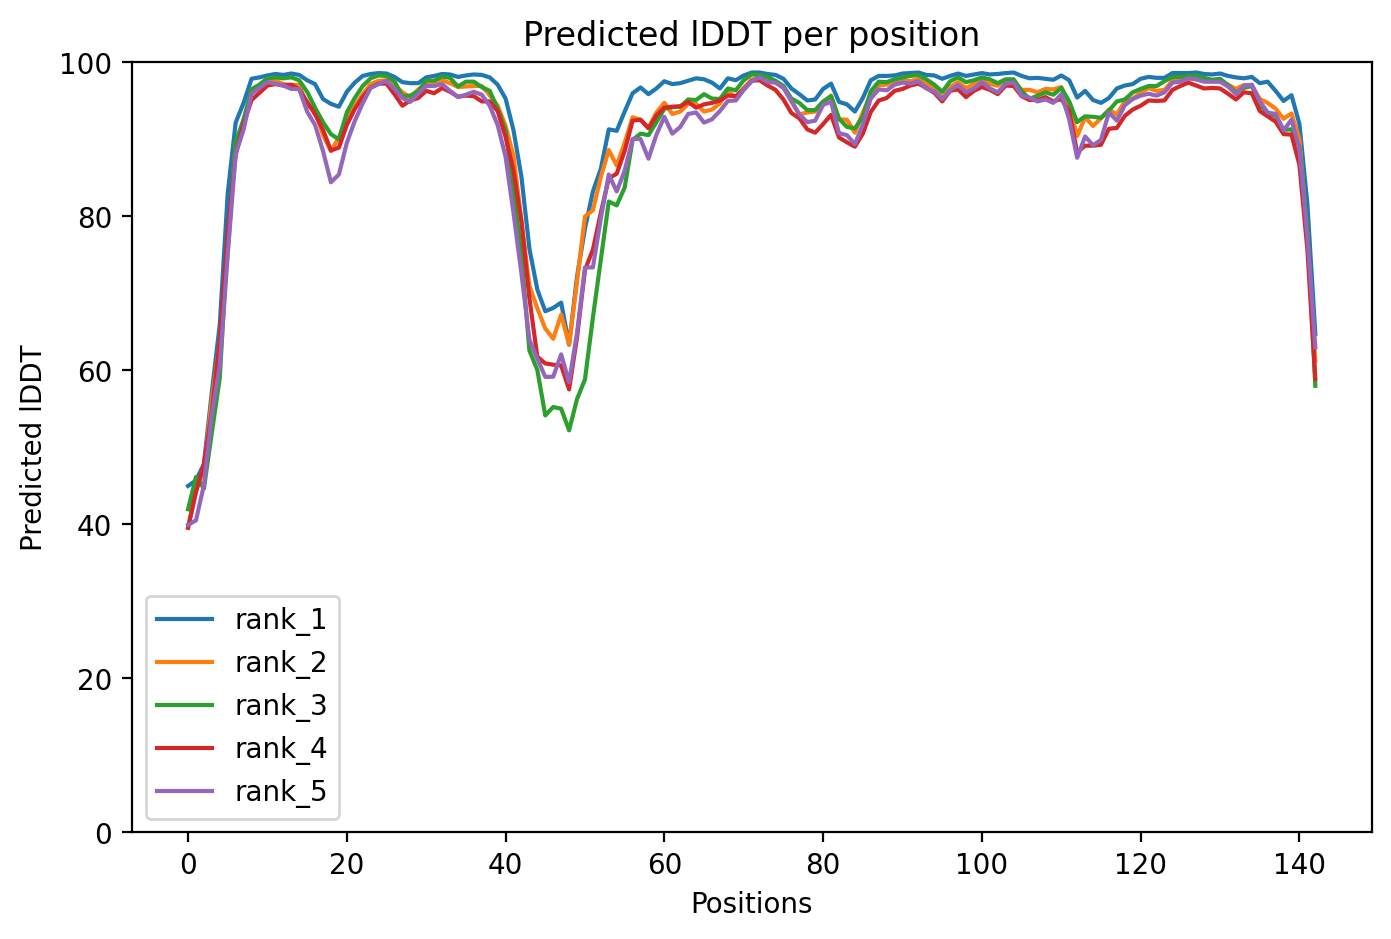 Predicted lDDT per position
100
80
60
40
20
0
Predicted lDDT
rank_1
rank_2
rank_3
rank_4
rank_5
0 20 40 60 80 100 120 140
Positions